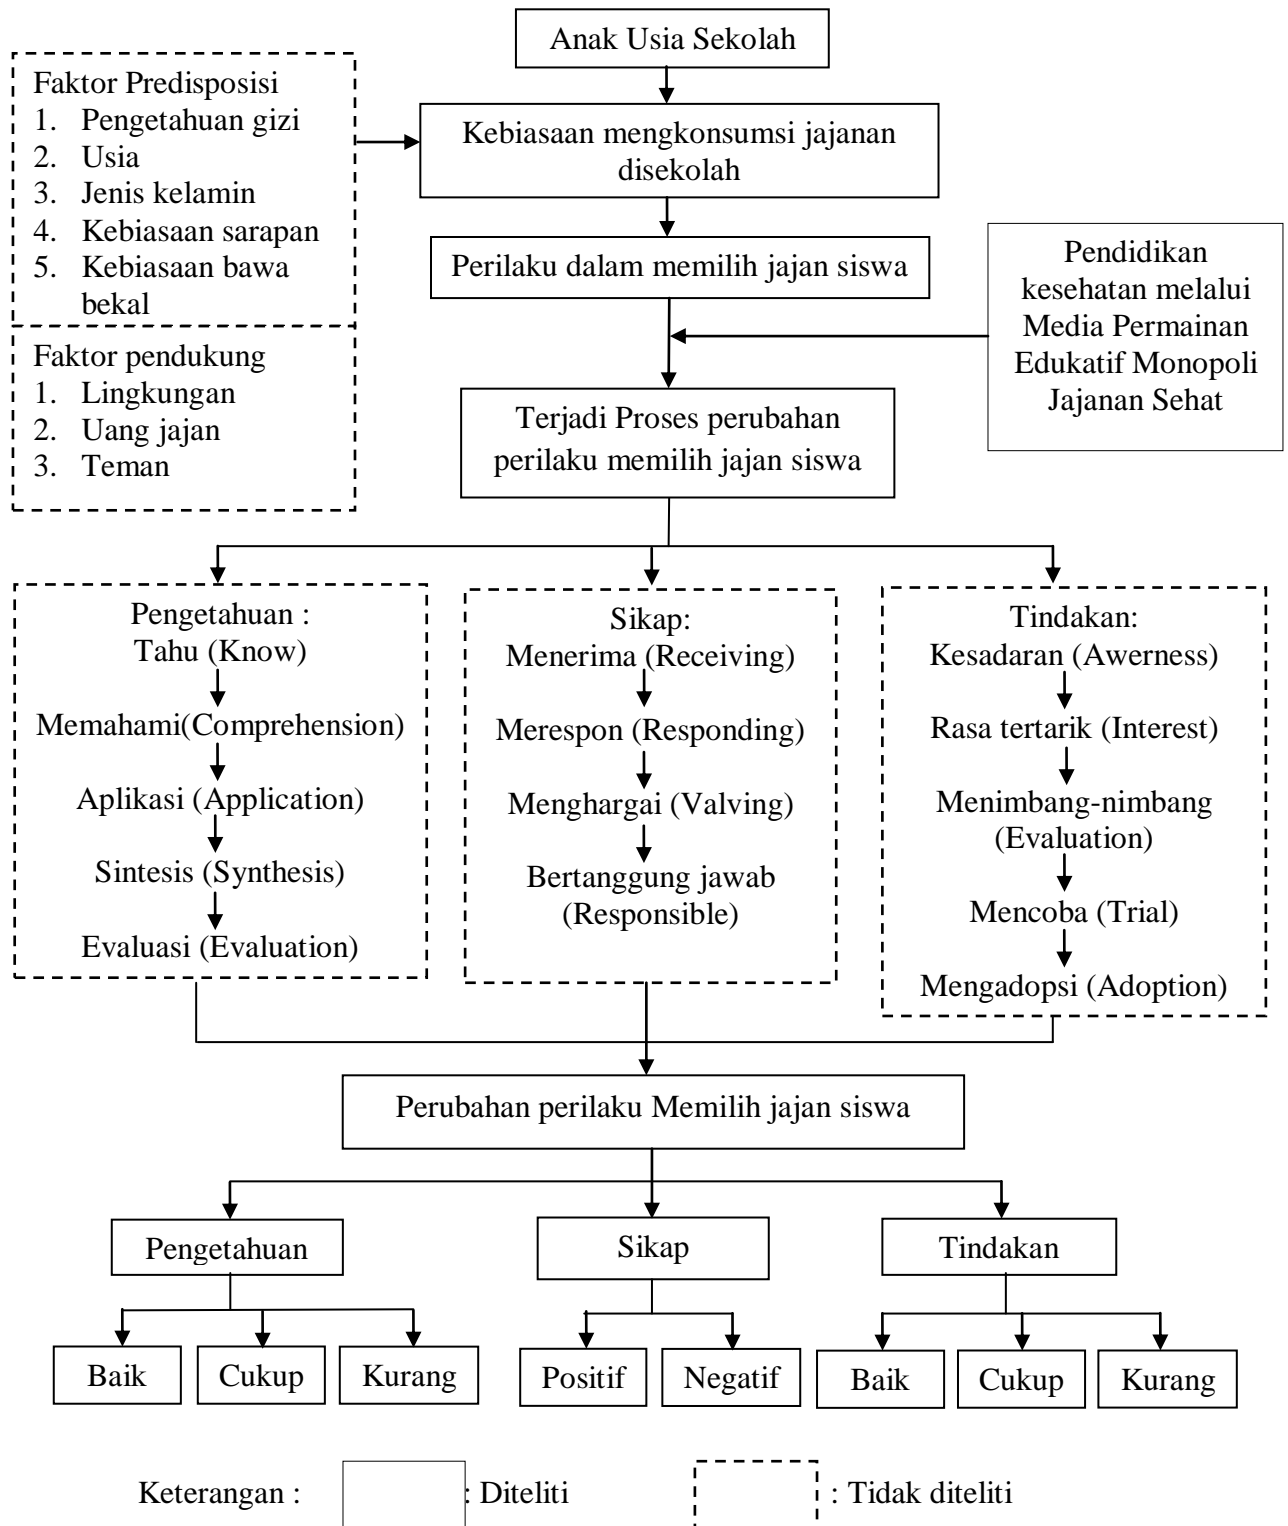 Anak Usia Sekolah
Faktor Predisposisi
1. Pengetahuan gizi
2. Usia
3. Jenis kelamin
4. Kebiasaan sarapan
5. Kebiasaan bawa
bekal
Kebiasaan mengkonsumsi jajanan
disekolah
Perilaku dalam memilih jajan siswa
Pendidikan
kesehatan melalui
Media Permainan
Edukatif Monopoli
Jajanan Sehat
Faktor pendukung
1. Lingkungan
2. Uang jajan
3. Teman
Terjadi Proses perubahan
perilaku memilih jajan siswa
Pengetahuan :
Tahu (Know)
Memahami(Comprehension)
Aplikasi (Application)
Sintesis (Synthesis)
Evaluasi (Evaluation)
Sikap:
Menerima (Receiving)
Merespon (Responding)
Menghargai (Valving)
Bertanggung jawab
(Responsible)
Tindakan:
Kesadaran (Awerness)
Rasa tertarik (Interest)
Menimbang-nimbang
(Evaluation)
Mencoba (Trial)
Mengadopsi (Adoption)
Perubahan perilaku Memilih jajan siswa
Pengetahuan
Sikap
Tindakan
Baik
Cukup
Kurang
Positif
Negatif
Baik
Cukup
Kurang
Keterangan :
: Diteliti
: Tidak diteliti